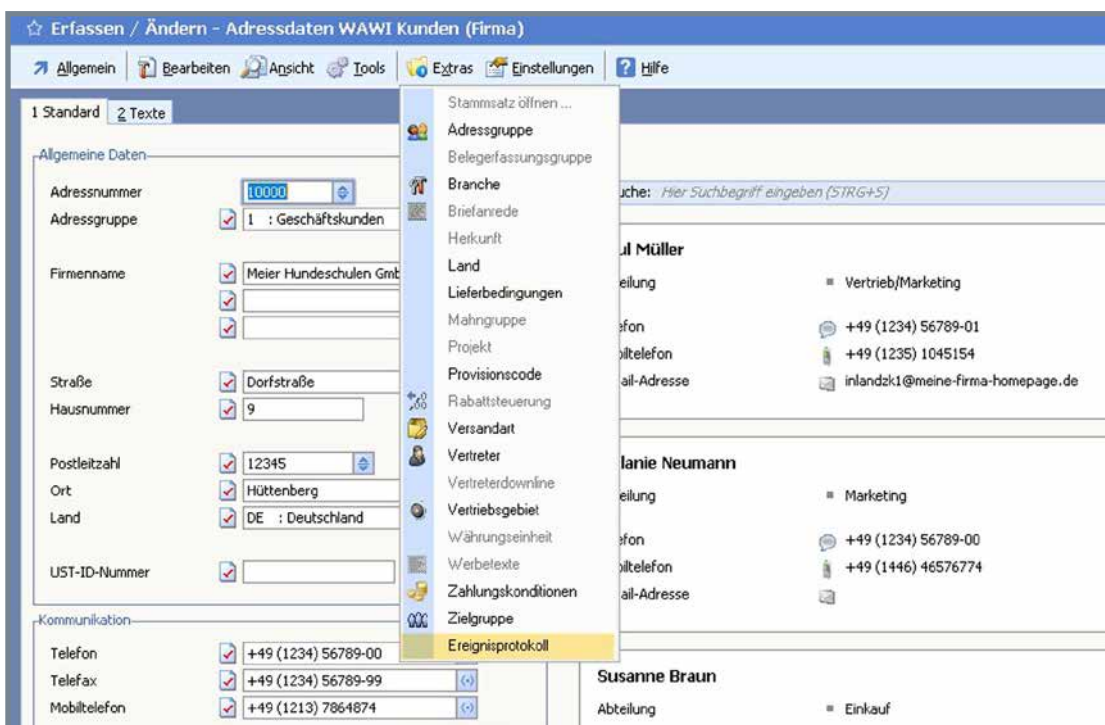 Erfassen / Ändern - Adressdaten WAWI Kunden (Firma)
Allgemein Bearbeiten Ansicht Tools Extras Einstellungen Hilfe
1 Standard 2 Texte
Allgemeine Daten
Adressnummer 10000
Adressgruppe 1 : Geschäftskunden
Firmenname Meier Hundeschulen Gmb
Straße Dorfstraße
Hausnummer 9
Postleitzahl 12345
Ort Hüttenberg
Land DE : Deutschland
UST-ID-Nummer
Kommunikation
Telefon +49 (1234) 56789-00
Telefax +49 (1234) 56789-99
Mobiltelefon +49 (1213) 7864874
Stammsatz öffnen ...
Adressgruppe
Belegerfassungsgruppe
Branche
Briefanrede
Herkunft
Land
Lieferbedingungen
Mahngruppe
Projekt
Provisionscode
Rabattsteuerung
Versandart
Vertreter
Vertreterdownline
Vertriebsgebiet
Währungseinheit
Werbetexte
Zahlungskonditionen
Zielgruppe
Ereignisprotokoll
uche: Hier Suchbegriff eingeben (STRG+S)
ul Müller
eilung Vertrieb/Marketing
efon +49 (1234) 56789-01
biltelefon +49 (1235) 1045154
ail-Adresse inlandzk1@meine-firma-homepage.de
lanie Neumann
eilung Marketing
efon +49 (1234) 56789-00
biltelefon +49 (1446) 46576774
ail-Adresse
Susanne Braun
Abteilung Einkauf